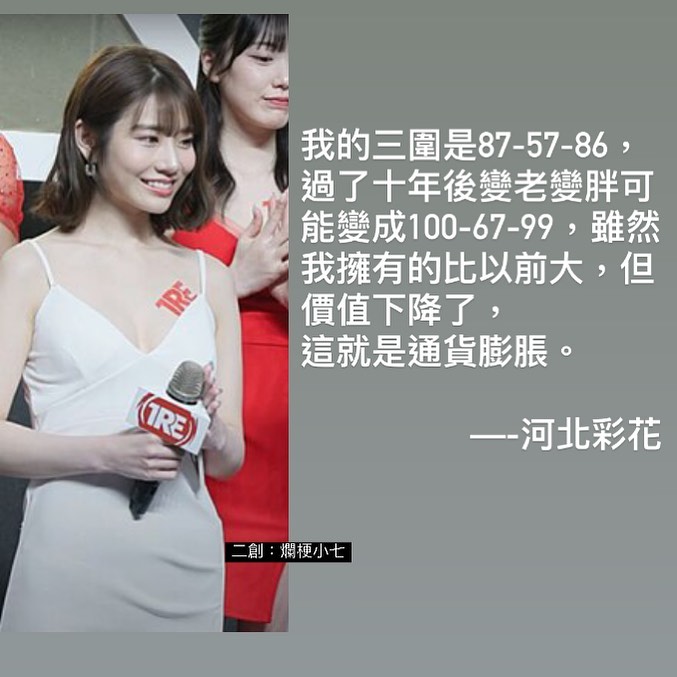 我的三圍是87-57-86，
過了十年後變老變胖可
能變成100-67-99，雖然
我擁有的比以前大，但
價值下降了，
這就是通貨膨脹。
—-河北彩花
1RE
1RE
二創：爛梗小七